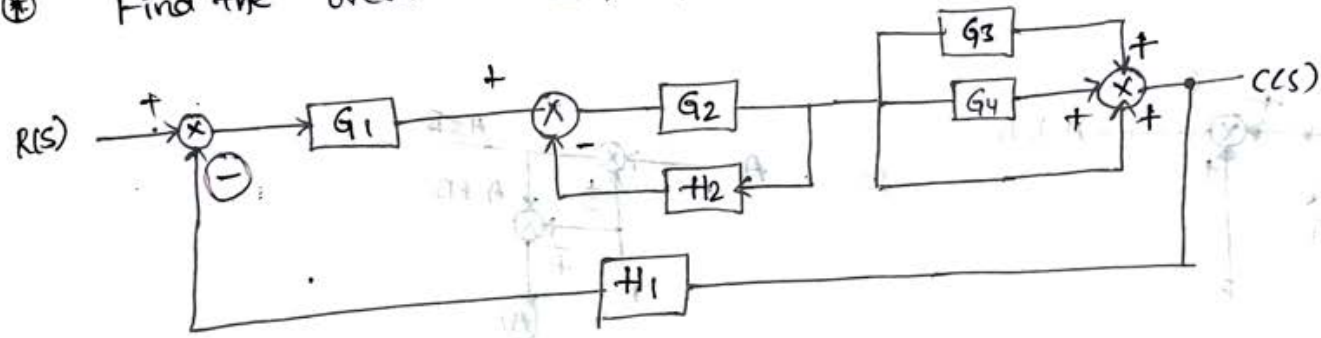 Find the
G3
+
+
+
G1
G2
G4
C(S)
R(S)
+
+
-
-
H2
H1